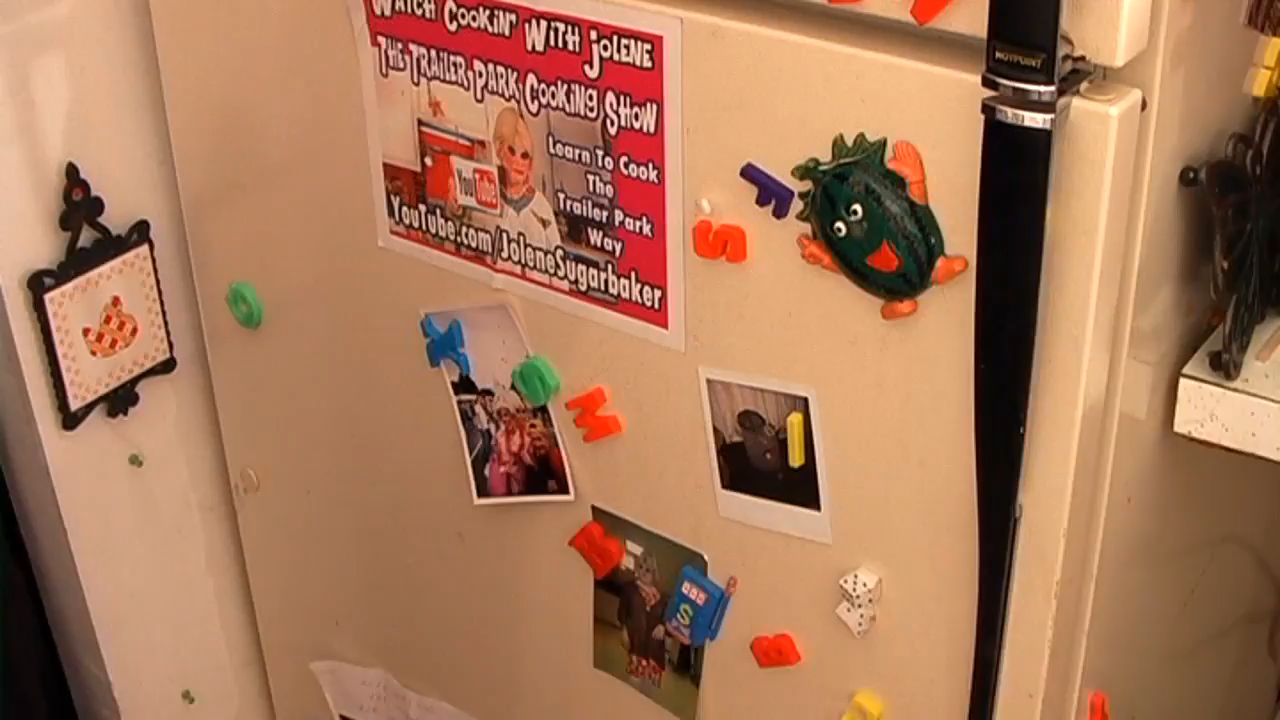 WATCH COOKIN' WITH JOLENE
THE TRAILER PARK COOKING SHOW
Learn To Cook
The
Trailer Park
Way
YouTube
YouTube.com/JoleneSugarbaker
HOTPOINT
F
S
X
M
I
B
$